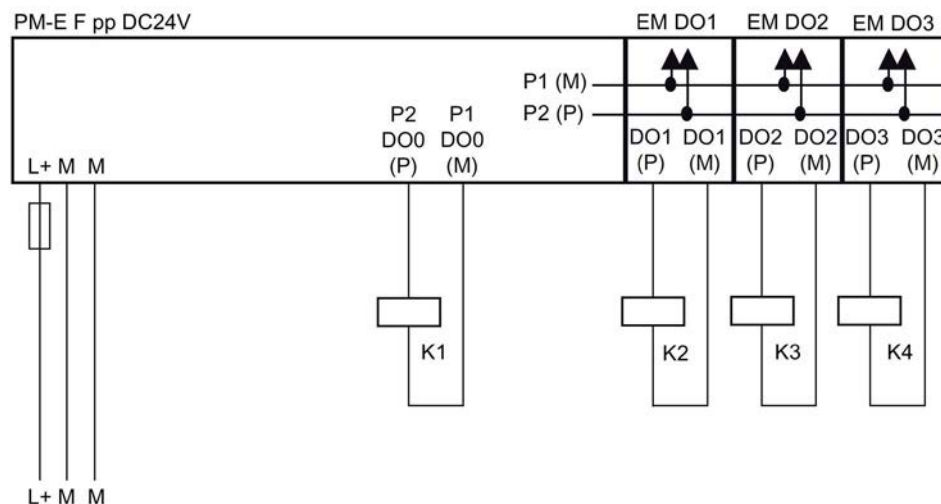 PM-E F pp DC24V
EM DO1 EM DO2 EM DO3
P1 (M)
P2 (P)
P2 P1
DO0 DO0
(P) (M)
DO1 DO1 DO2 DO2 DO3 DO3
(P) (M) (P) (M) (P) (M)
L+ M M
K1 K2 K3 K4
L+ M M